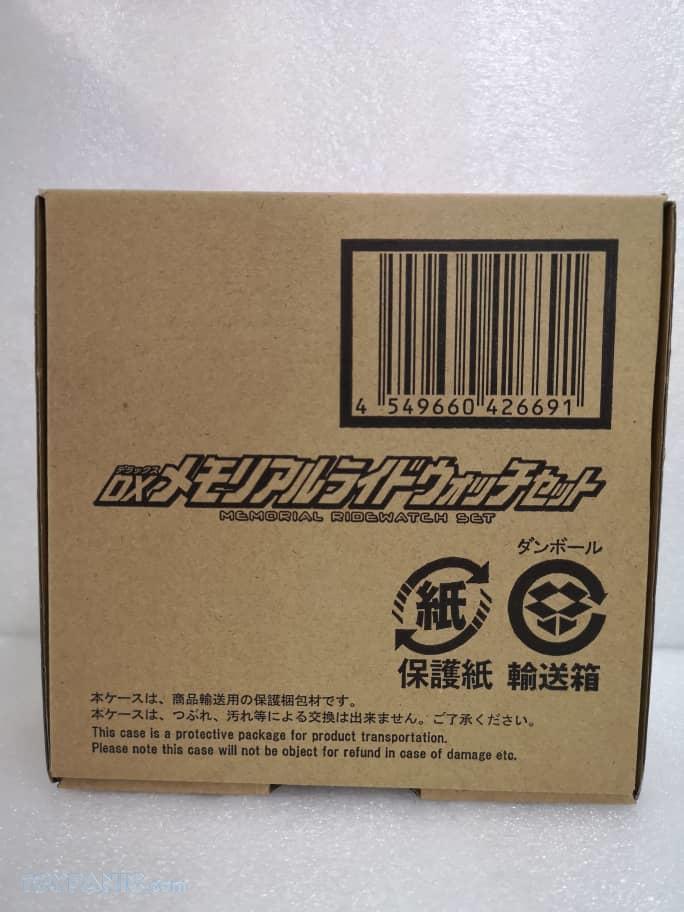 4 549660 426691
デラックス
DXメモリアルライドウォッチセット
MEMORIAL RIDEWATCH SET
ダンボール
紙
保護紙 輸送箱
本ケースは、商品輸送用の保護梱包材です。
本ケースは、つぶれ、汚れ等による交換は出来ません。ご了承ください。
This case is a protective package for product transportation.
Please note this case will not be object for refund in case of damage etc.
TOYPANIC.com